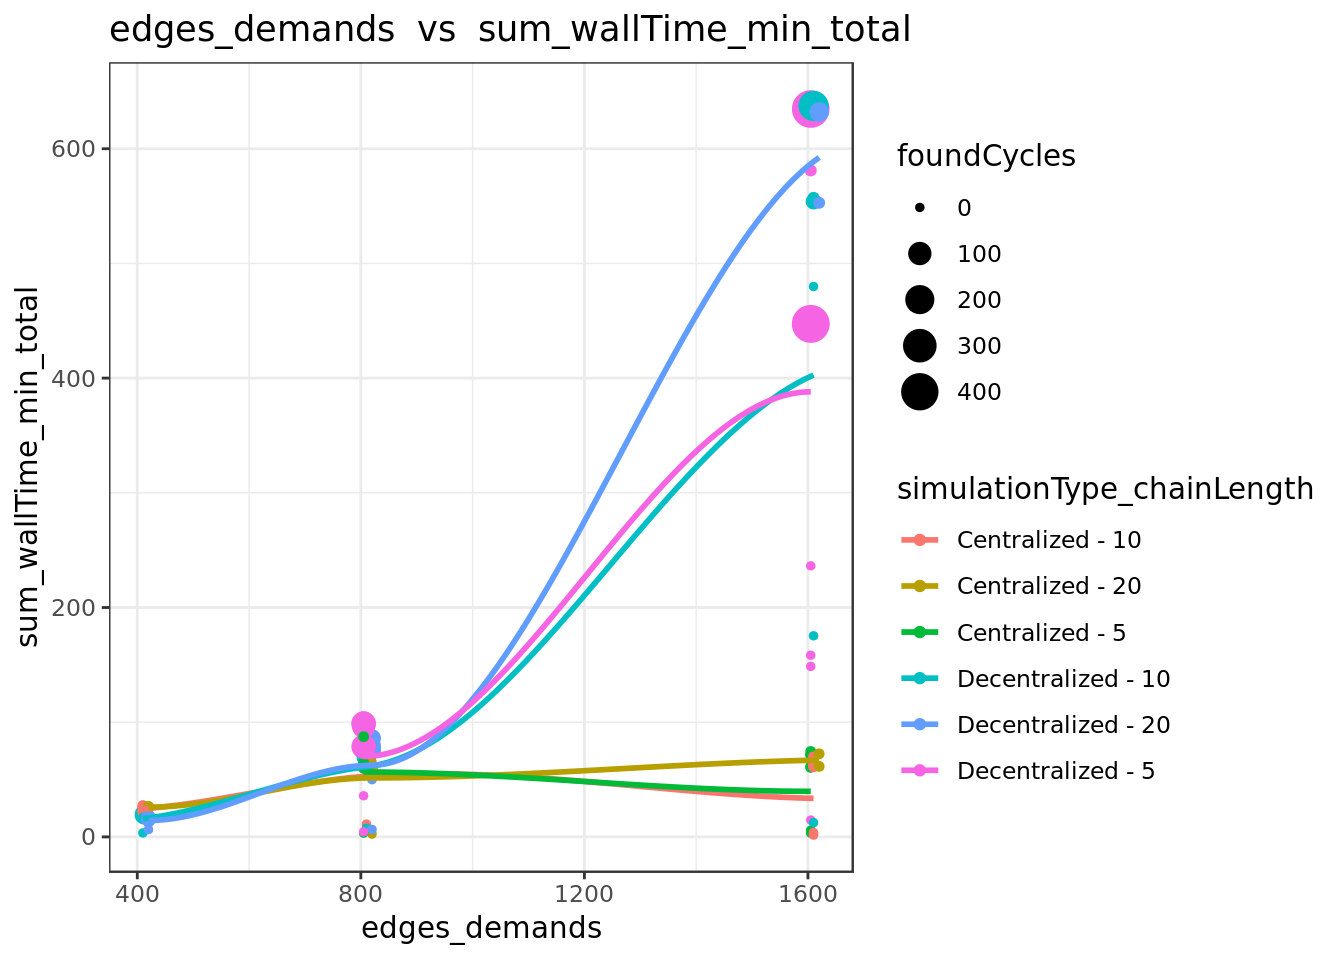 edges_demands  vs  sum_wallTime_min_total
sum_wallTime_min_total
600
400
200
0
400
800
1200
1600
edges_demands
foundCycles
0
100
200
300
400
simulationType_chainLength
Centralized - 10
Centralized - 20
Centralized - 5
Decentralized - 10
Decentralized - 20
Decentralized - 5